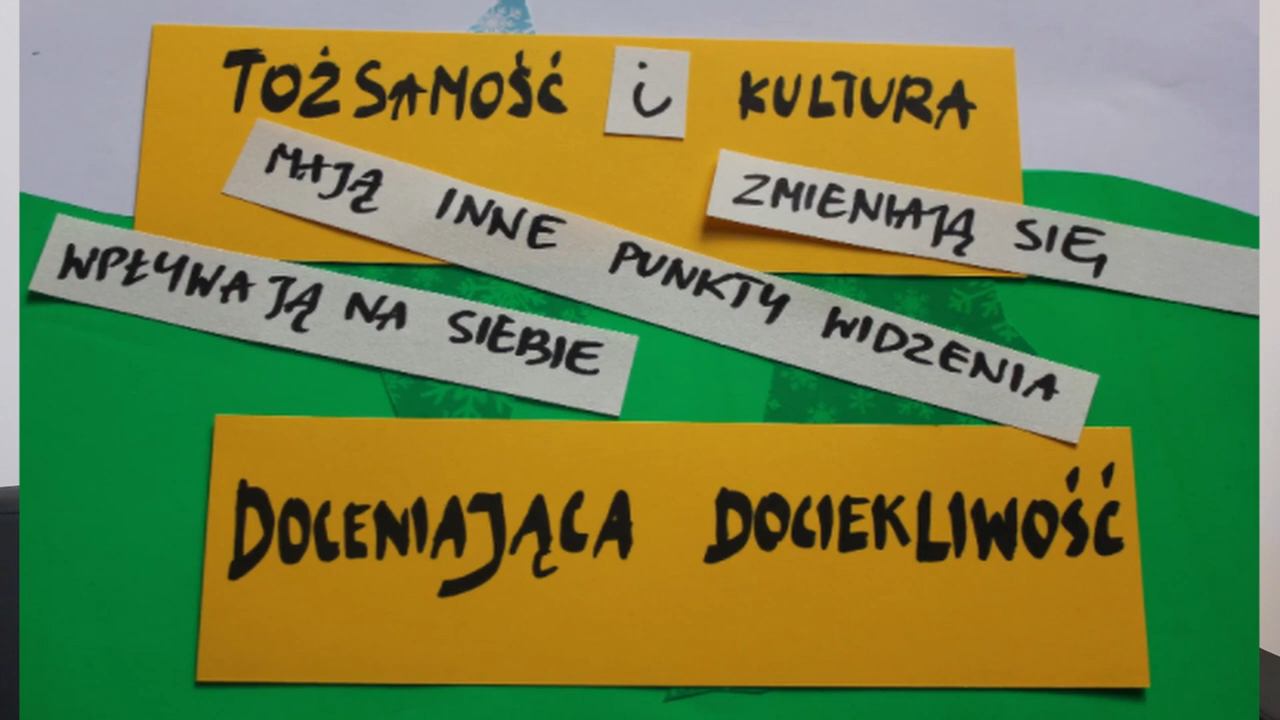 TOŻSAMOŚĆ i KULTURA
MAJĄ INNE PUNKTY WIDZENIA
ZMIENIAJĄ SIĘ
WPŁYWAJĄ NA SIEBIE
DOCENIAJĄCA DOCIEKLIWOŚĆ